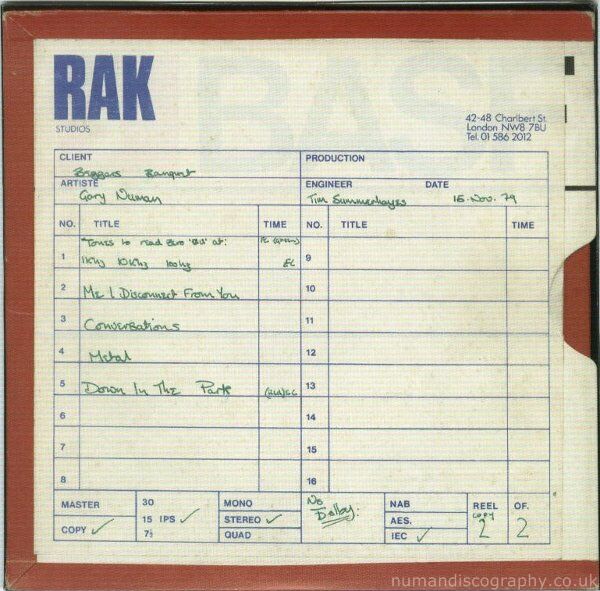 RAK
STUDIOS
42-48 Charlbert St.
London NW8 7BU
Tel. 01 586 2012
CLIENT
Beggars Banquet
PRODUCTION
ARTISTE
Gary Numan
ENGINEER
Tim Summerhayes
DATE
16 Nov. 79
NO. TITLE TIME NO. TITLE TIME
*Tones to read zero at:
1 1KHz 10KHz 100Hz 9
2 Me I Disconnect From You 10
3 Conversations 11
4 Metal 12
5 Down In The Park 13
6 14
7 15
8 16
MASTER
COPY ✓
30
15 IPS ✓
7½
MONO
STEREO ✓
QUAD
No
Dolby.
NAB
AES.
IEC ✓
REEL
COPY
2
OF.
2
numandiscography.co.uk